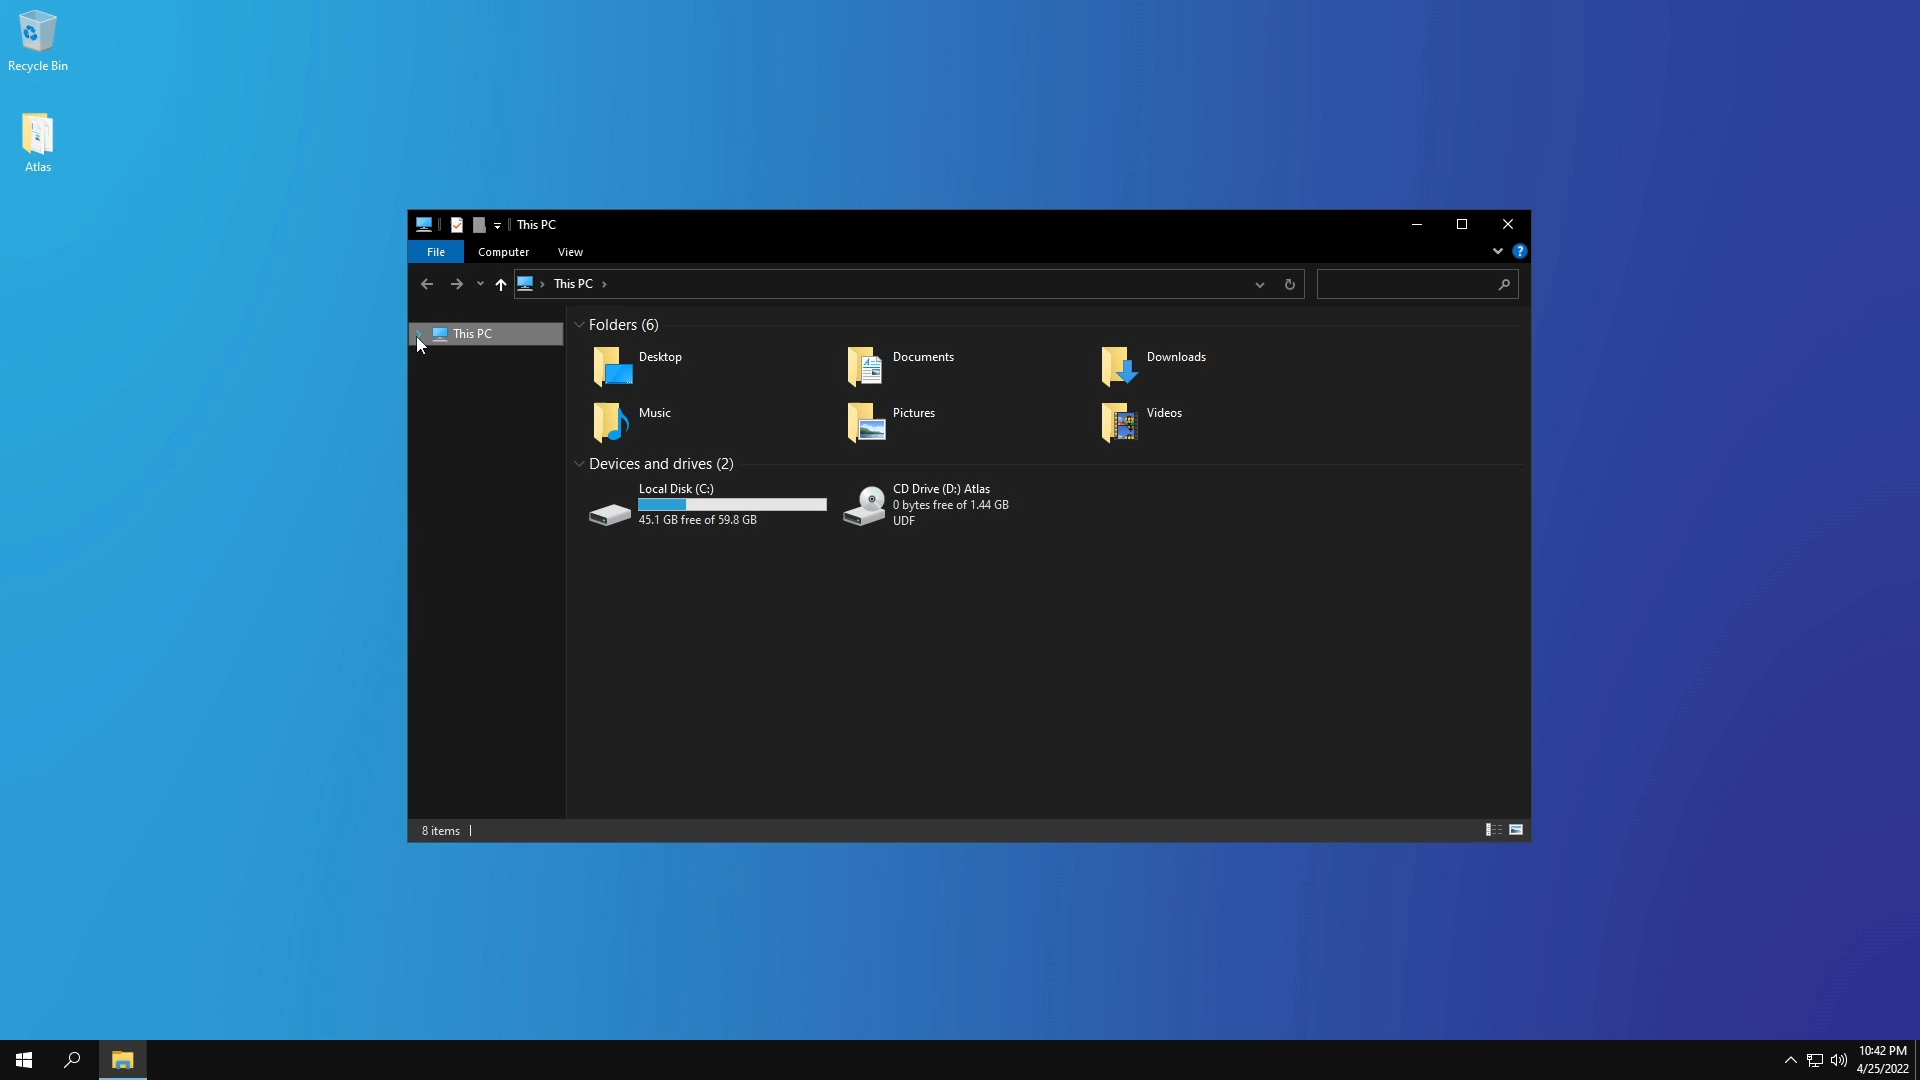 Recycle Bin
Atlas
This PC
File Computer View
This PC
This PC
Folders (6)
Desktop Documents Downloads
Music Pictures Videos
Devices and drives (2)
Local Disk (C:)
45.1 GB free of 59.8 GB
CD Drive (D:) Atlas
0 bytes free of 1.44 GB
UDF
8 items
10:42 PM
4/25/2022